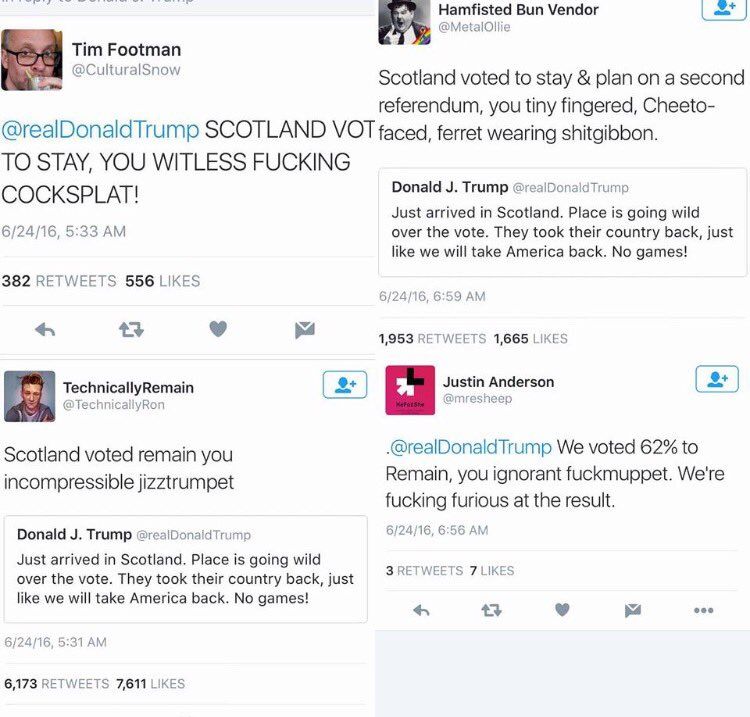 Tim Footman
@CulturalSnow
@realDonaldTrump SCOTLAND VOT
TO STAY, YOU WITLESS FUCKING
COCKSPLAT!
6/24/16, 5:33 AM
382 RETWEETS 556 LIKES
TechnicallyRemain
@TechnicallyRon
Scotland voted remain you
incompressible jizztrumpet
Donald J. Trump @realDonaldTrump
Just arrived in Scotland. Place is going wild
over the vote. They took their country back, just
like we will take America back. No games!
6/24/16, 5:31 AM
6,173 RETWEETS 7,611 LIKES
Hamfisted Bun Vendor
@MetalOllie
Scotland voted to stay & plan on a second
referendum, you tiny fingered, Cheeto-
faced, ferret wearing shitgibbon.
Donald J. Trump @realDonaldTrump
Just arrived in Scotland. Place is going wild
over the vote. They took their country back, just
like we will take America back. No games!
6/24/16, 6:59 AM
1,953 RETWEETS 1,665 LIKES
HeForShe
Justin Anderson
@mresheep
.@realDonaldTrump We voted 62% to
Remain, you ignorant fuckmuppet. We're
fucking furious at the result.
6/24/16, 6:56 AM
3 RETWEETS 7 LIKES